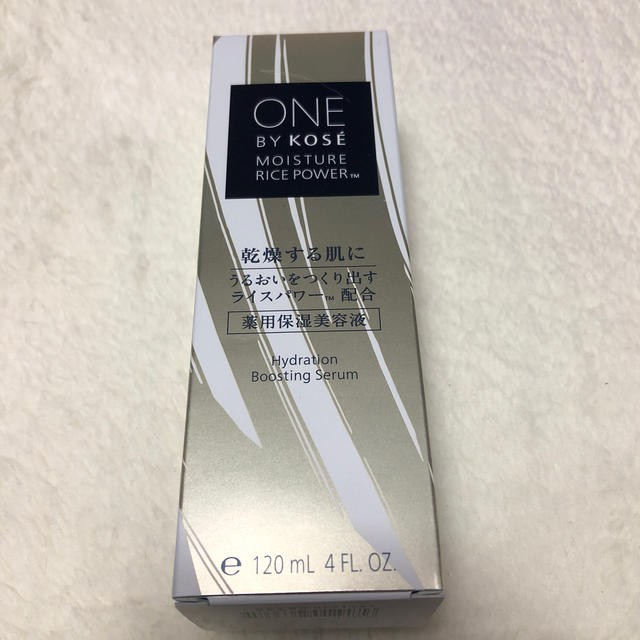 ONE
BY KOSÉ
MOISTURE
RICE POWER™
乾燥する肌に
うるおいをつくり出す
ライスパワー™ 配合
薬用保湿美容液
Hydration
Boosting Serum
℮ 120 mL 4 FL. OZ.